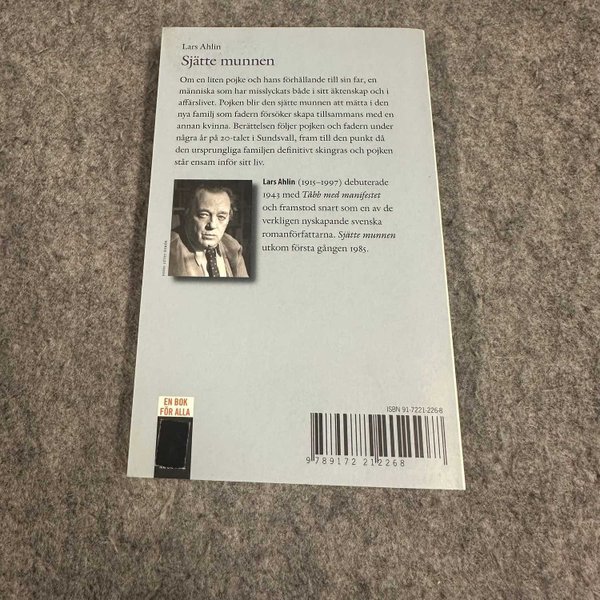 Lars Ahlin
Sjätte munnen
Om en liten pojke och hans förhållande till sin far, en
människa som har misslyckats både i sitt äktenskap och i
affärslivet. Pojken blir den sjätte munnen att mätta i den
nya familj som fadern försöker skapa tillsammans med en
annan kvinna. Berättelsen följer pojken och fadern under
några år på 20-talet i Sundsvall, fram till den punkt då
den ursprungliga familjen definitivt skingras och pojken
står ensam inför sitt liv.
Lars Ahlin (1915–1997) debuterade
1943 med Tåbb med manifestet
och framstod snart som en av de
verkligen nyskapande svenska
romanförfattarna. Sjätte munnen
utkom första gången 1985.
EN BOK
FÖR ALLA
ISBN 91-7221-226-8
9 789172 212268